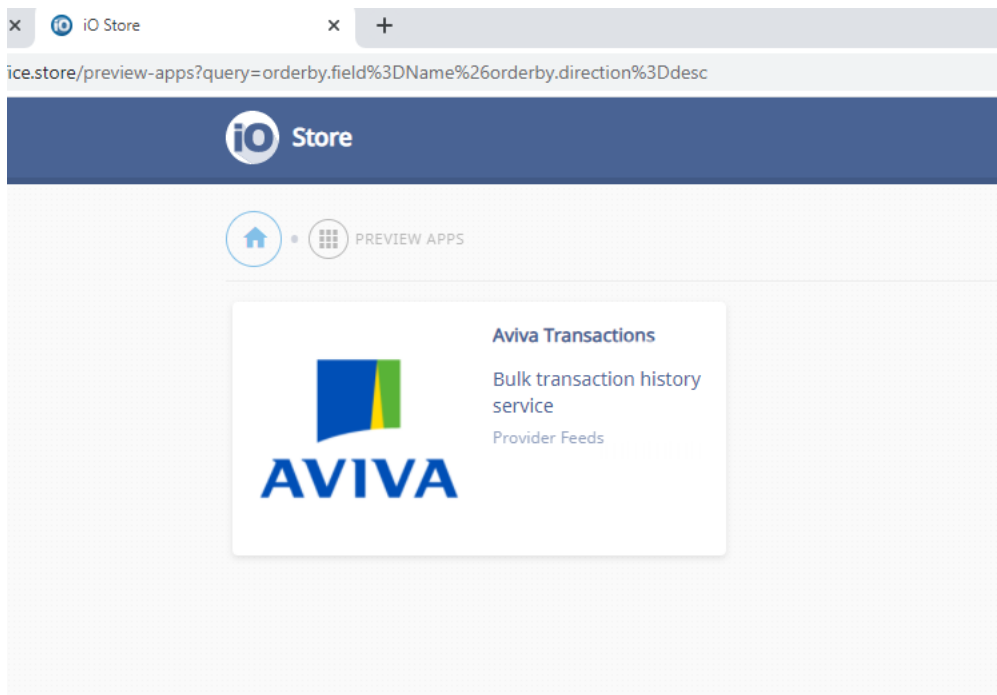 iO Store
ice.store/preview-apps?query=orderby.field%3DName%26orderby.direction%3Ddesc
iO Store
PREVIEW APPS
Aviva Transactions
Bulk transaction history
service
Provider Feeds
AVIVA